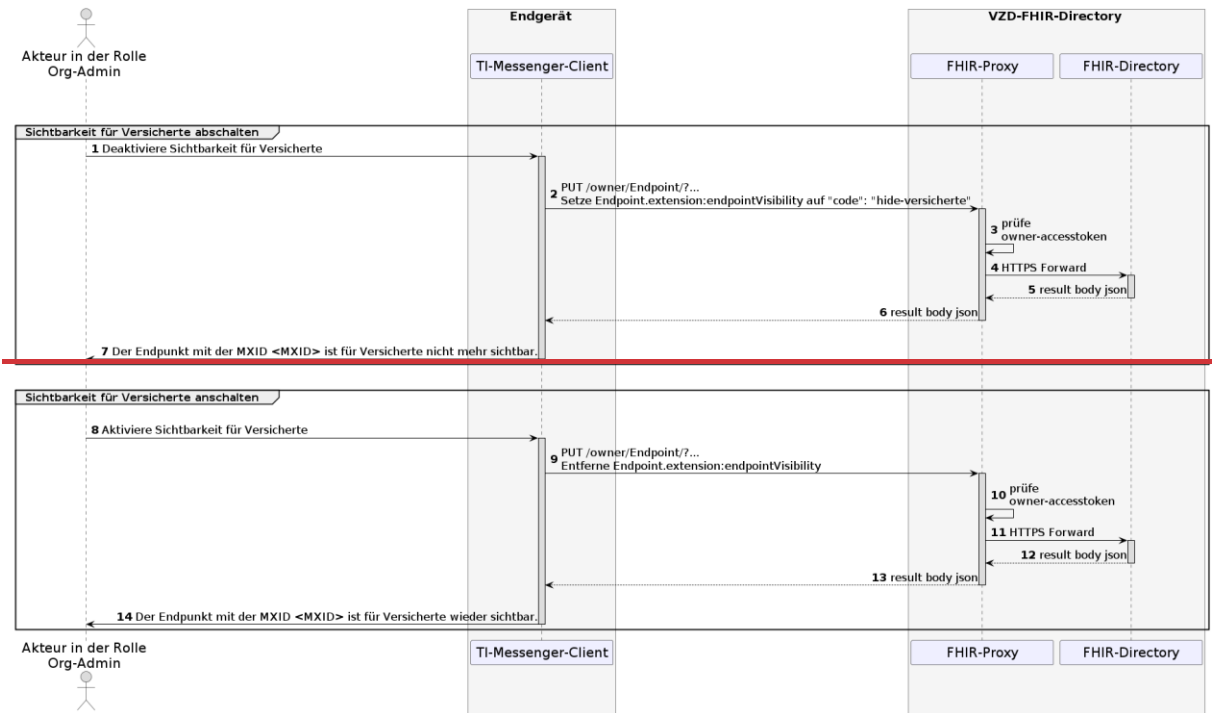 Endgerät
VZD-FHIR-Directory
Akteur in der Rolle
Org-Admin
TI-Messenger-Client
FHIR-Proxy
FHIR-Directory
Sichtbarkeit für Versicherte abschalten
1 Deaktiviere Sichtbarkeit für Versicherte
2 PUT /owner/Endpoint/?...
Setze Endpoint.extension:endpointVisibility auf "code": "hide-versicherte"
3 prüfe
owner-accesstoken
4 HTTPS Forward
5 result body json
6 result body json
7 Der Endpunkt mit der MXID <MXID> ist für Versicherte nicht mehr sichtbar.
Sichtbarkeit für Versicherte anschalten
8 Aktiviere Sichtbarkeit für Versicherte
9 PUT /owner/Endpoint/?...
Entferne Endpoint.extension:endpointVisibility
10 prüfe
owner-accesstoken
11 HTTPS Forward
12 result body json
13 result body json
14 Der Endpunkt mit der MXID <MXID> ist für Versicherte wieder sichtbar.
Akteur in der Rolle
Org-Admin
TI-Messenger-Client
FHIR-Proxy
FHIR-Directory